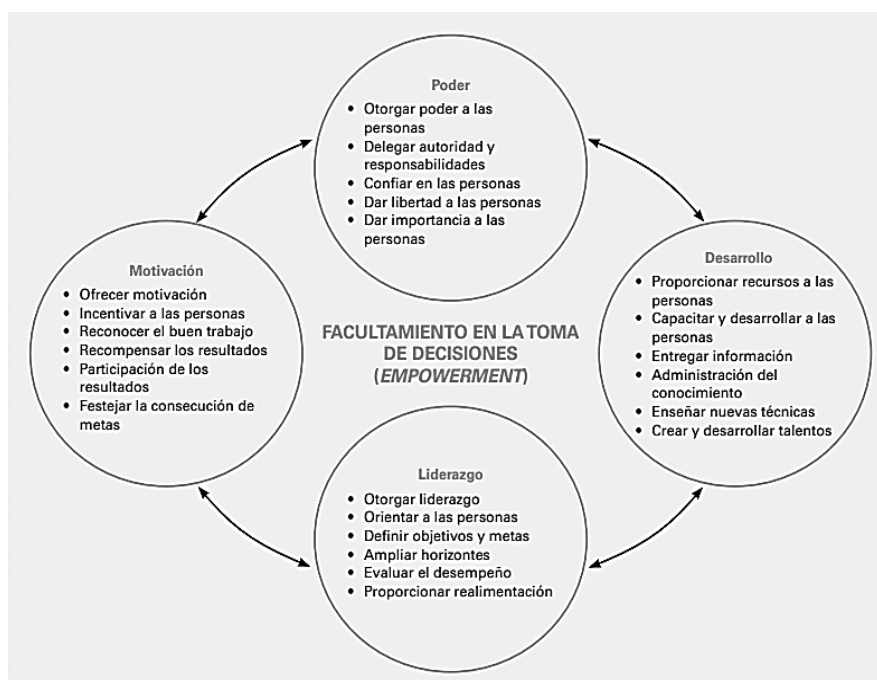 Poder
• Otorgar poder a las
personas
• Delegar autoridad y
responsabilidades
• Confiar en las personas
• Dar libertad a las personas
• Dar importancia a las
personas
Motivación
• Ofrecer motivación
• Incentivar a las personas
• Reconocer el buen trabajo
• Recompensar los resultados
• Participación de los
resultados
• Festejar la consecución de
metas
FACULTAMIENTO EN LA TOMA
DE DECISIONES
(EMPOWERMENT)
Desarrollo
• Proporcionar recursos a las
personas
• Capacitar y desarrollar a las
personas
• Entregar información
• Administración del
conocimiento
• Enseñar nuevas técnicas
• Crear y desarrollar talentos
Liderazgo
• Otorgar liderazgo
• Orientar a las personas
• Definir objetivos y metas
• Ampliar horizontes
• Evaluar el desempeño
• Proporcionar realimentación